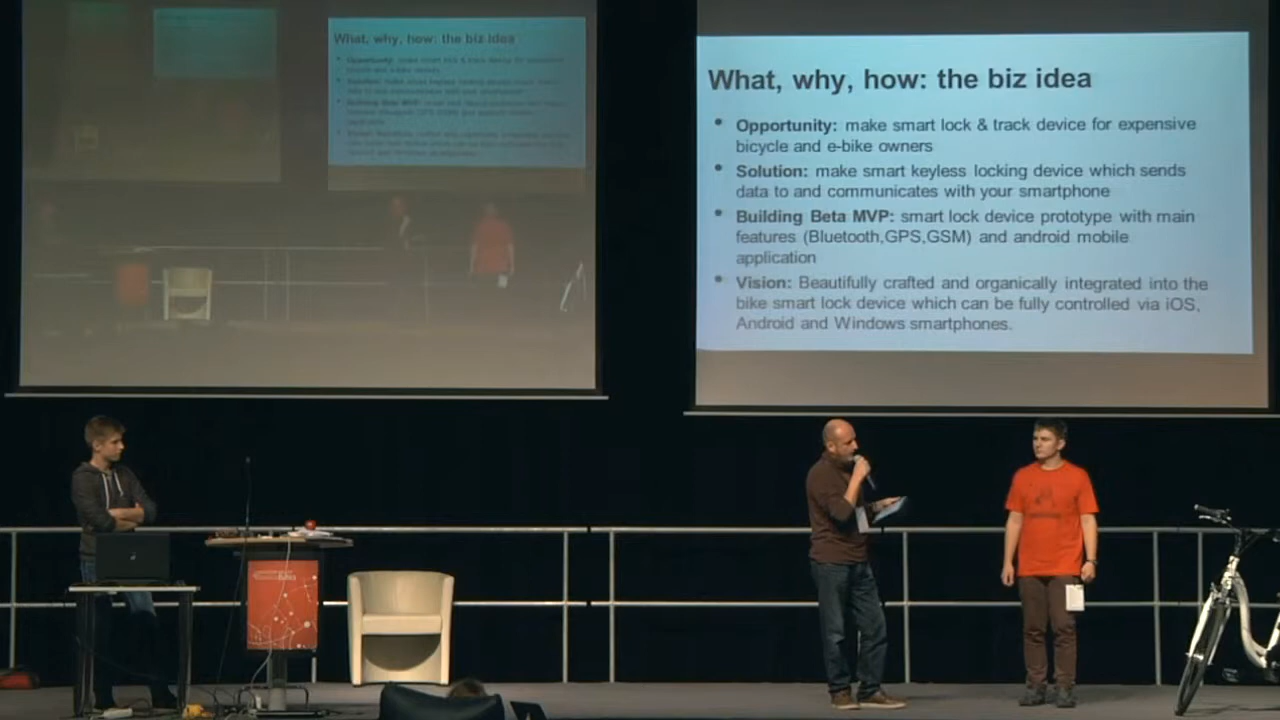 What, why, how: the biz idea
What, why, how: the biz idea
• Opportunity: make smart lock & track device for expensive
bicycle and e-bike owners
• Solution: make smart keyless locking device which sends
data to and communicates with your smartphone
• Building Beta MVP: smart lock device prototype with main
features (Bluetooth,GPS,GSM) and android mobile
application
• Vision: Beautifully crafted and organically integrated into the
bike smart lock device which can be fully controlled via iOS,
Android and Windows smartphones.